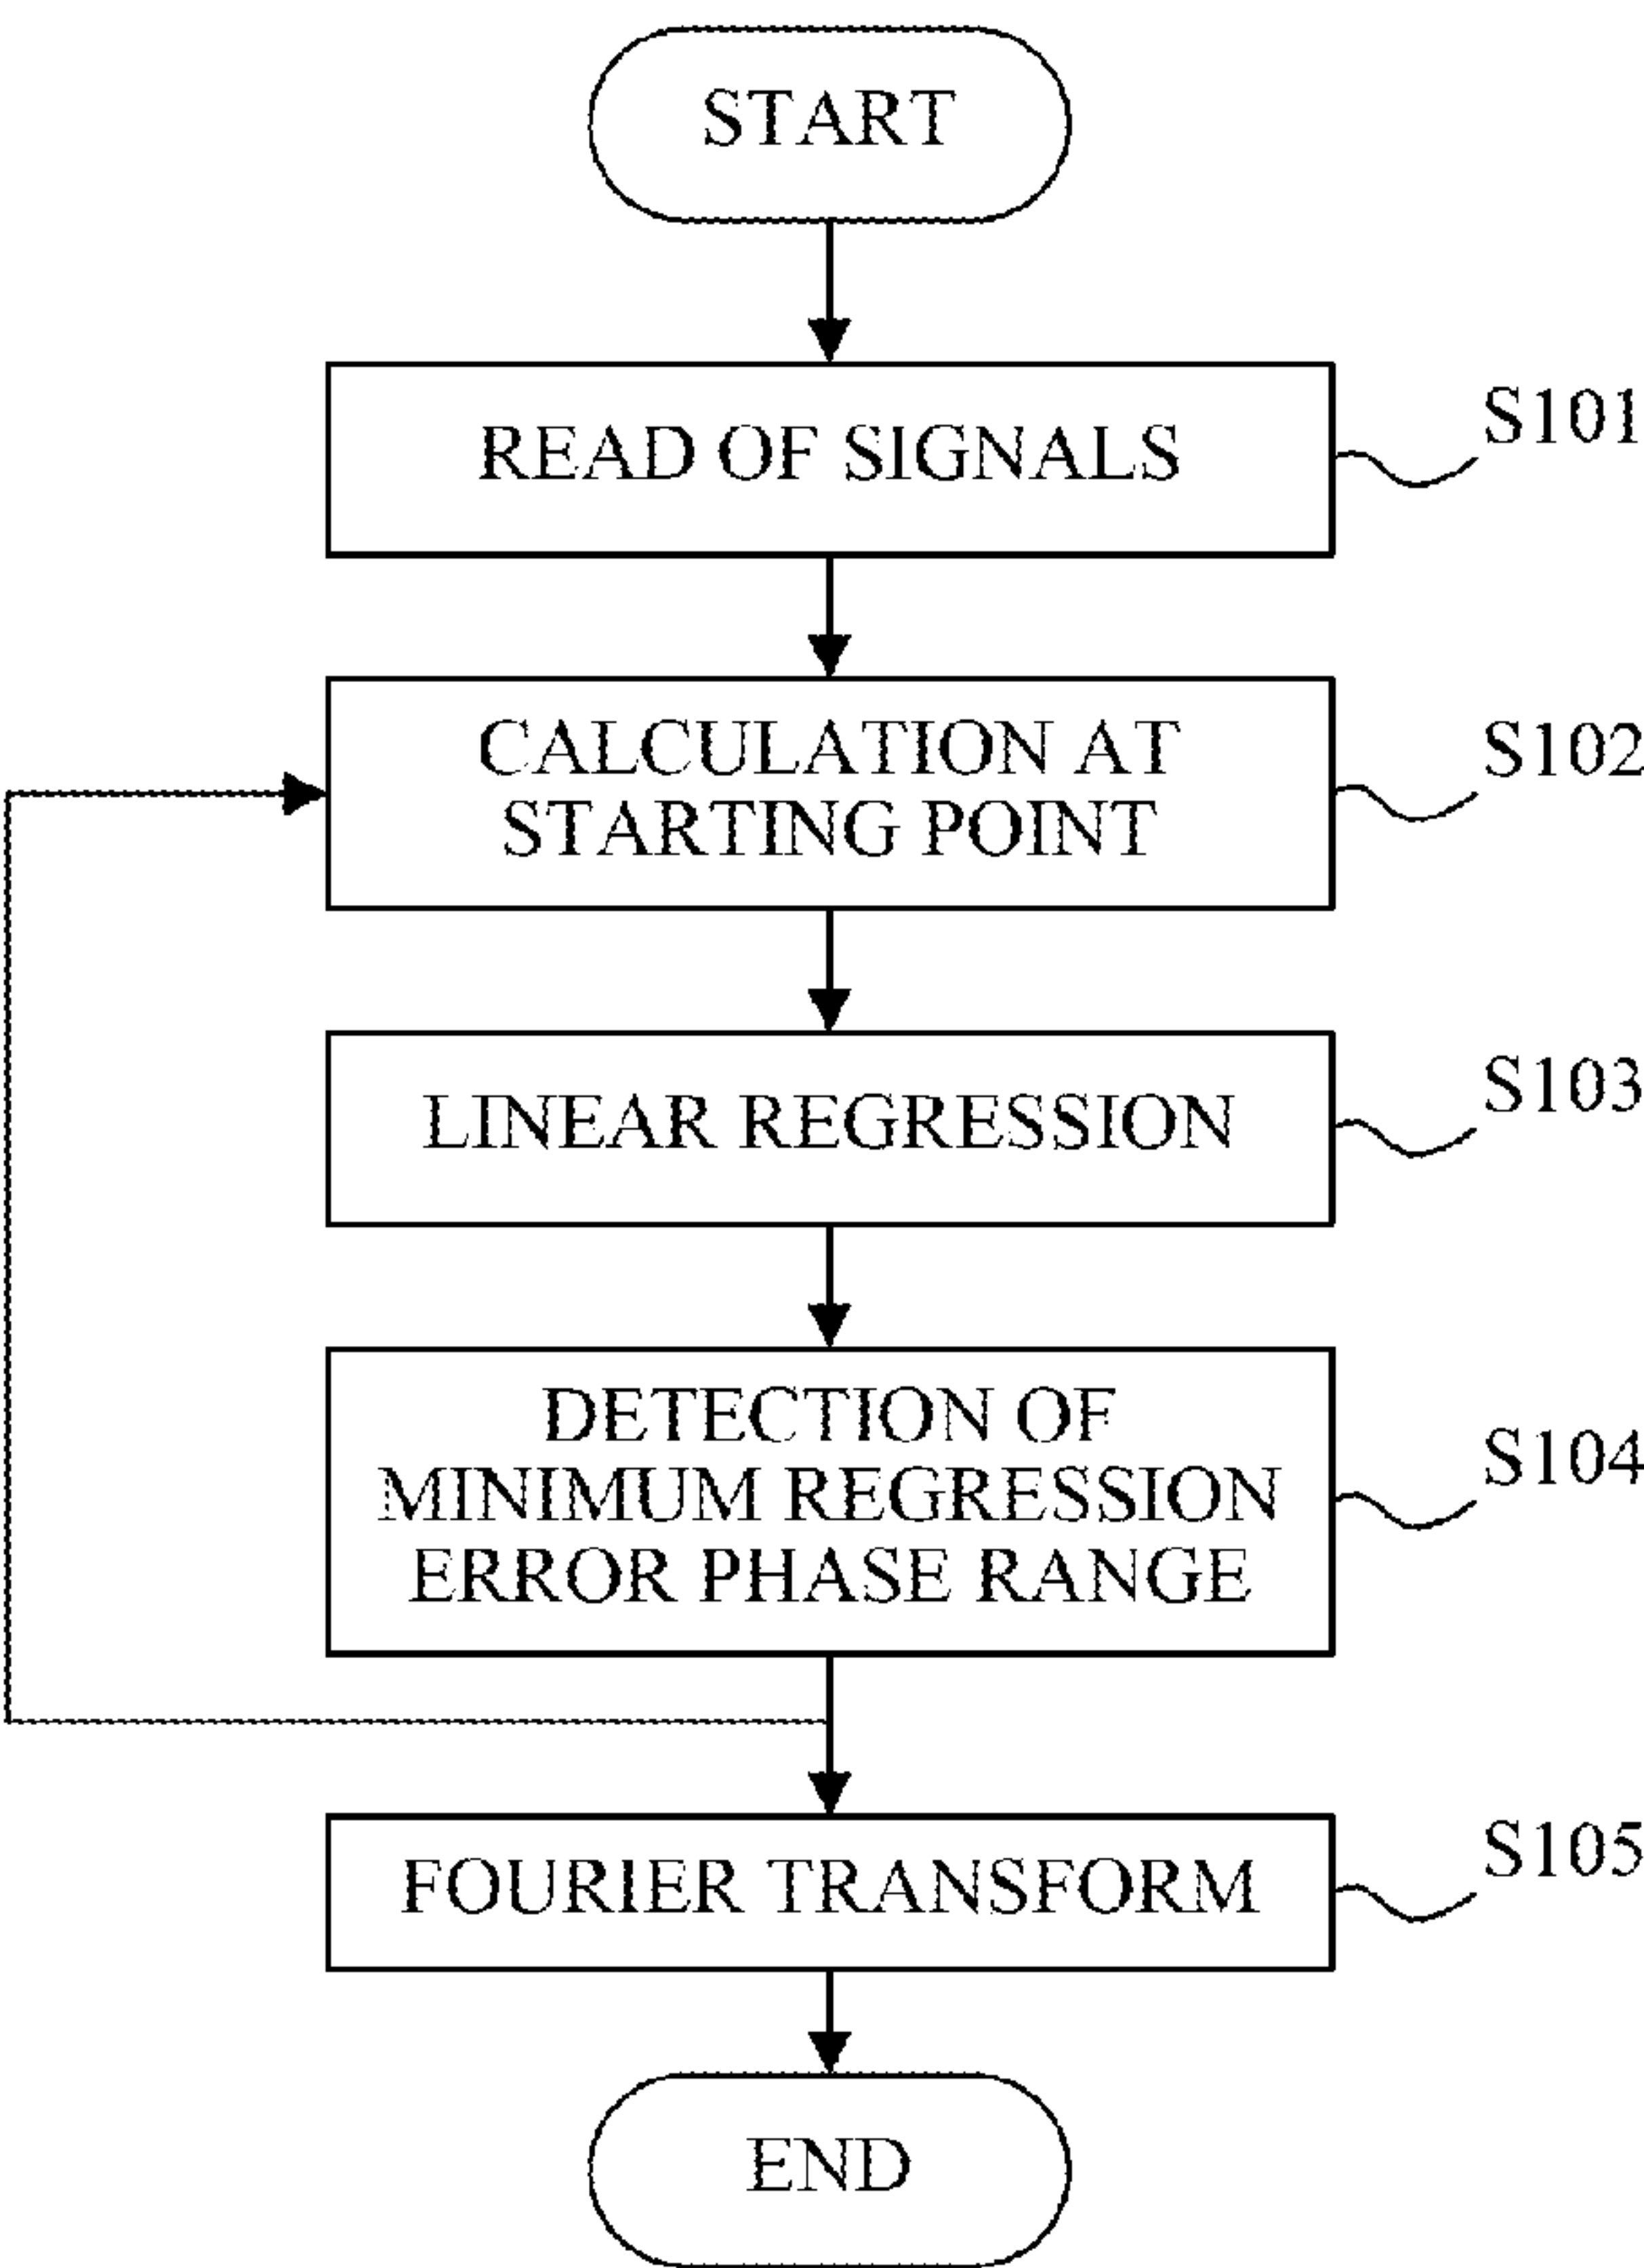 START
READ OF SIGNALS
S101
CALCULATION AT
STARTING POINT
S102
LINEAR REGRESSION
S103
DETECTION OF
MINIMUM REGRESSION
ERROR PHASE RANGE
S104
FOURIER TRANSFORM
S105
END